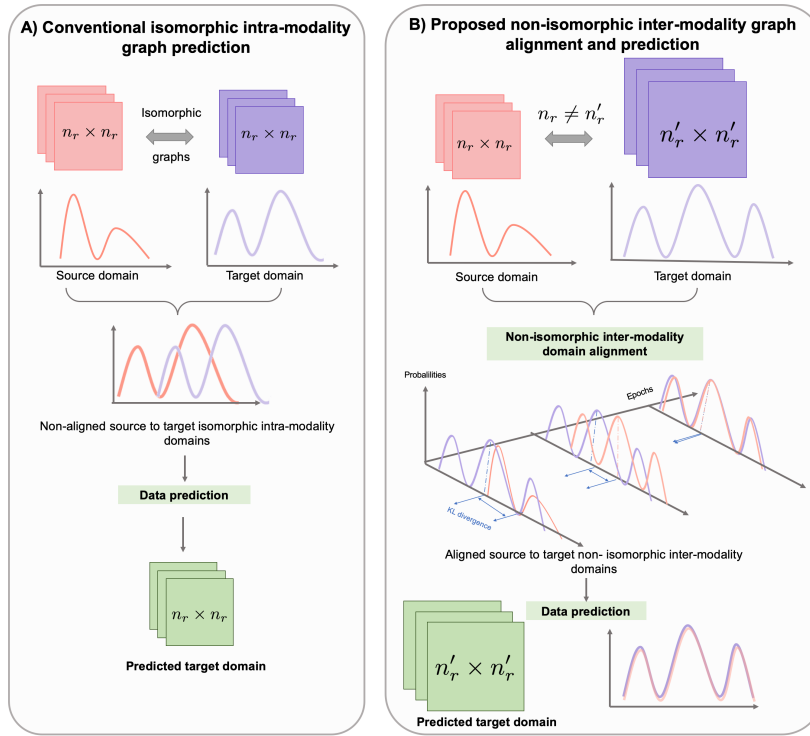 A) Conventional isomorphic intra-modality
graph prediction
n_r × n_r
Isomorphic
graphs
n_r × n_r
Source domain
Target domain
Non-aligned source to target isomorphic intra-modality
domains
Data prediction
n_r × n_r
Predicted target domain
B) Proposed non-isomorphic inter-modality graph
alignment and prediction
n_r × n_r
n_r ≠ n′_r
n′_r × n′_r
Source domain
Target domain
Non-isomorphic inter-modality
domain alignment
Probalilities
Epochs
KL divergence
Aligned source to target non- isomorphic inter-modality
domains
Data prediction
n′_r × n′_r
Predicted target domain